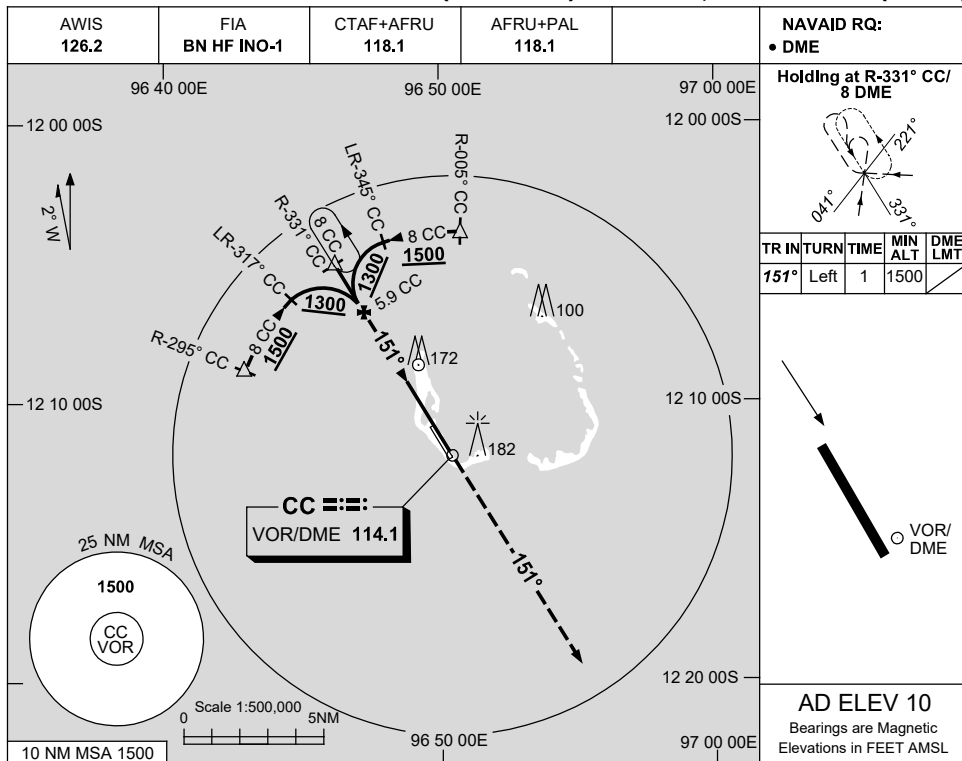 AWIS
126.2
FIA
BN HF INO-1
CTAF+AFRU
118.1
AFRU+PAL
118.1
NAVAID RQ:
• DME
96 40 00E
96 50 00E
97 00 00E
12 00 00S
12 00 00S
2° W
R-005° CC
LR-345° CC
R-331° CC
8 CC
8 CC
1500
1300
LR-317° CC
1300
5.9 CC
R-295° CC
8 CC
1500
100
172
151°
12 10 00S
12 10 00S
182
CC
VOR/DME 114.1
151°
25 NM MSA
1500
CC
VOR
12 20 00S
Scale 1:500,000
0
5NM
10 NM MSA 1500
96 50 00E
97 00 00E
Holding at R-331° CC/
8 DME
221°
041°
331°
TR IN TURN TIME MIN ALT DME LMT
151° Left 1 1500
VOR/
DME
AD ELEV 10
Bearings are Magnetic
Elevations in FEET AMSL